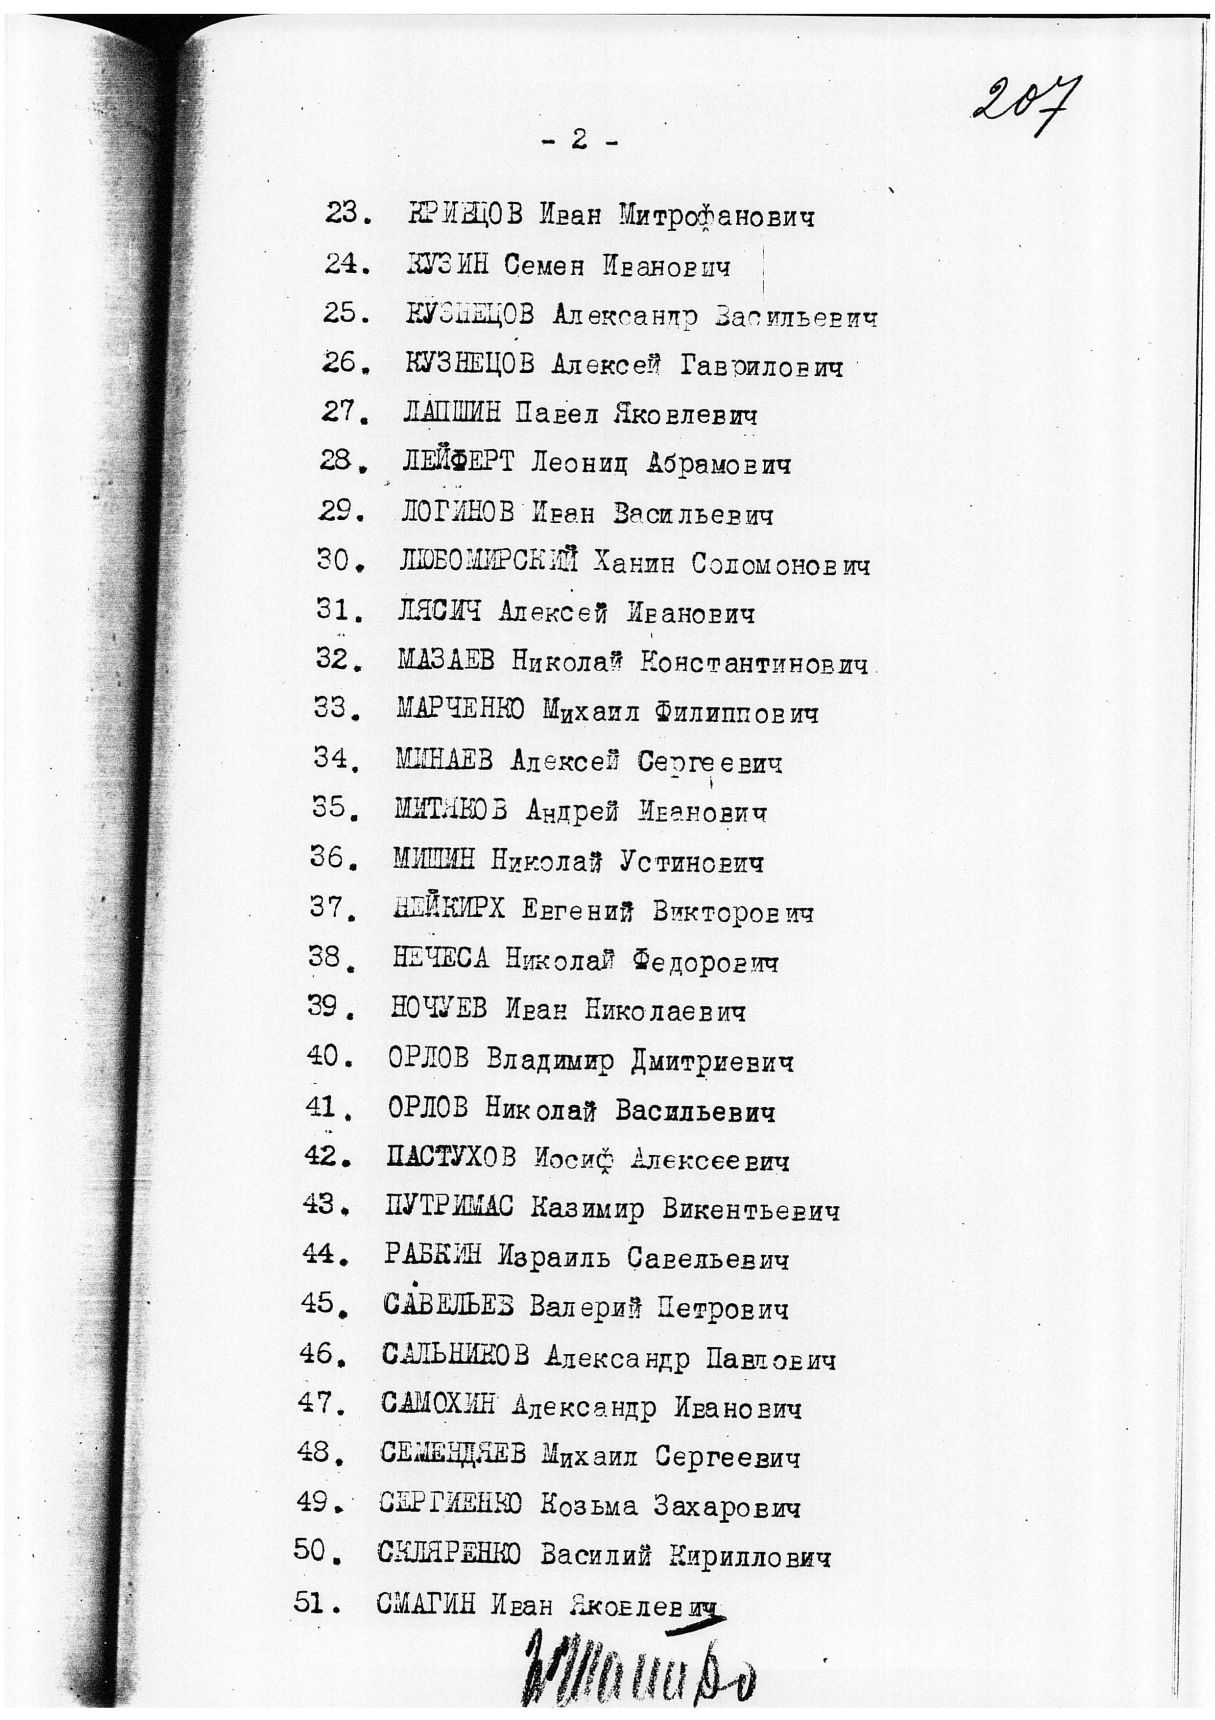 207
- 2 -
23. КРИВЦОВ Иван Митрофанович
24. КУЗИН Семен Иванович
25. КУЗНЕЦОВ Александр Васильевич
26. КУЗНЕЦОВ Алексей Гаврилович
27. ЛАПШИН Павел Яковлевич
28. ЛЕЙФЕРТ Леонид Абрамович
29. ЛОГИНОВ Иван Васильевич
30. ЛЮБОМИРСКИЙ Ханин Соломонович
31. ЛЯСИЧ Алексей Иванович
32. МАЗАЕВ Николай Константинович
33. МАРЧЕНКО Михаил Филиппович
34. МИНАЕВ Алексей Сергеевич
35. МИТЯКОВ Андрей Иванович
36. МИШИН Николай Устинович
37. НЕЙКИРХ Евгений Викторович
38. НЕЧЕСА Николай Федорович
39. НОЧУЕВ Иван Николаевич
40. ОРЛОВ Владимир Дмитриевич
41. ОРЛОВ Николай Васильевич
42. ПАСТУХОВ Иосиф Алексеевич
43. ПУТРИМАС Казимир Викентьевич
44. РАБКИН Израиль Савельевич
45. САВЕЛЬЕВ Валерий Петрович
46. САЛЬНИКОВ Александр Павлович
47. САМОХИН Александр Иванович
48. СЕМЕНДЯЕВ Михаил Сергеевич
49. СЕРГИЕНКО Козьма Захарович
50. СКЛЯРЕНКО Василий Кириллович
51. СМАГИН Иван Яковлевич